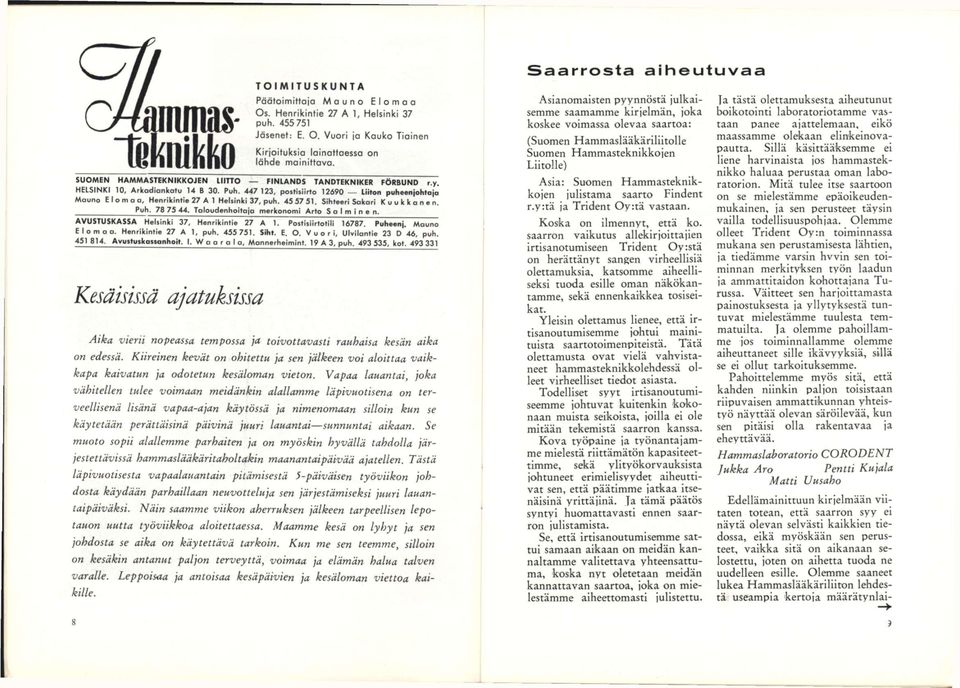 Hammas-
teknikko
TOIMITUSKUNTA
Päätoimittaja Mauno Elomaa
Os. Henrikintie 27 A 1, Helsinki 37
puh. 455 751
Jäsenet: E. O. Vuori ja Kauko Tiainen
Kirjoituksia lainattaessa on
lähde mainittava.
SUOMEN HAMMASTEKNIKKOJEN LIITTO — FINLANDS TANDTEKNIKER FÖRBUND r.y.
HELSINKI 10, Arkadiankatu 14 B 30. Puh. 447 123, postisiirto 12690 — Liiton puheenjohtaja
Mauno Elomaa, Henrikintie 27 A 1 Helsinki 37, puh. 45 57 51. Sihteeri Sakari Kuukkanen.
Puh. 78 75 44. Taloudenhoitaja merkonomi Arto Salminen.
AVUSTUSKASSA Helsinki 37, Henrikintie 27 A 1. Postisiirtotili 16787. Puheenj. Mauno
Elomaa. Henrikintie 27 A 1, puh. 455 751. Siht. E. O. Vuori, Ulvilantie 23 D 46, puh.
451 814. Avustuskassanhoit. I. Waarala, Mannerheimint. 19 A 3, puh. 493 535, kot. 493 331
Kesäisissä ajatuksissa
Aika vierii nopeassa tempossa ja toivottavasti rauhaisa kesän aika
on edessä. Kiireinen kevät on ohitettu ja sen jälkeen voi aloittaa vaik-
kapa kaivatun ja odotetun kesäloman vieton. Vapaa lauantai, joka
vähitellen tulee voimaan meidänkin alallamme läpivuotisena on ter-
veellisenä lisänä vapaa-ajan käytössä ja nimenomaan silloin kun se
käytetään perättäisinä päivinä juuri lauantai—sunnuntai aikaan. Se
muoto sopii alallemme parhaiten ja on myöskin hyvällä tahdolla jär-
jestettävissä hammaslääkäritaholtakin maanantaipäivää ajatellen. Tästä
läpivuotisesta vapaalauantain pitämisestä 5-päiväisen työviikon joh-
dosta käydään parhaillaan neuvotteluja sen järjestämiseksi juuri lauan-
taipäiväksi. Näin saamme viikon aherruksen jälkeen tarpeellisen lepo-
tauon uutta työviikkoa aloitettaessa. Maamme kesä on lyhyt ja sen
johdosta se aika on käytettävä tarkoin. Kun me sen teemme, silloin
on kesäkin antanut paljon terveyttä, voimaa ja elämän halua talven
varalle. Leppoisaa ja antoisaa kesäpäivien ja kesäloman viettoa kai-
kille.
8
Saarrosta aiheutuvaa
Asianomaisten pyynnöstä julkai-
semme saamamme kirjelmän, joka
koskee voimassa olevaa saartoa:
(Suomen Hammaslääkäriliitolle
Suomen Hammasteknikkojen
Liitolle)
Asia: Suomen Hammasteknik-
kojen julistama saarto Findent
r.y:tä ja Trident Oy:tä vastaan.
Koska on ilmennyt, että ko.
saarron vaikutus allekirjoittajien
irtisanotumiseen Trident Oy:stä
on herättänyt sangen virheellisiä
olettamuksia, katsomme aiheelli-
seksi tuoda esille oman näkökan-
tamme, sekä ennenkaikkea tosisei-
kat.
Yleisin olettamus lienee, että ir-
tisanoutumisemme johtui maini-
tuista saartotoimenpiteistä. Tätä
olettamusta ovat vielä vahvista-
neet hammasteknikkolehdessä ol-
leet virheelliset tiedot asiasta.
Todelliset syyt irtisanoutumi-
seemme johtuvat kuitenkin koko-
naan muista seikoista, joilla ei ole
mitään tekemistä saarron kanssa.
Kova työpaine ja työnantajam-
me mielestä riittämätön kapasiteet-
timme, sekä ylityökorvauksista
johtuneet erimielisyydet aiheutti-
vat sen, että päätimme jatkaa itse-
näisinä yrittäjinä. Ja tämä päätös
syntyi huomattavasti ennen saar-
ron julistamista.
Se, että irtisanoutumisemme sat-
tui samaan aikaan on meidän kan-
naltamme valitettava yhteensattu-
ma, koska nyt oletetaan meidän
kannattavan saartoa, joka on mie-
lestämme aiheettomasti julistettu.
Ja tästä olettamuksesta aiheutunut
boikotointi laboratoriotamme vas-
taan panee ajattelemaan, eikö
maassamme olekaan elinkeinova-
pautta. Sillä käsittääksemme ei
liene harvinaista jos hammastek-
nikko haluaa perustaa oman labo-
ratorion. Mitä tulee itse saartoon
on se mielestämme epäoikeuden-
mukainen, ja sen perusteet täysin
vailla todellisuuspohjaa. Olemme
olleet Trident Oy:n toiminnassa
mukana sen perustamisesta lähtien,
ja tiedämme varsin hyvin sen toi-
minnan merkityksen työn laadun
ja ammattitaidon kohottajana Tu-
russa. Väitteet sen harjoittamasta
painostuksesta ja yllytyksestä tun-
tuvat mielestämme tuulesta tem-
matuilta. Ja olemme pahoillam-
me jos toiminnallamme olemme
aiheuttaneet sille ikävyyksiä, sillä
se ei ollut tarkoituksemme.
Pahoittelemme myös sitä, että
kahden niinkin paljon toisistaan
riipuvaisen ammattikunnan yhteis-
työ näyttää olevan säröilevää, kun
sen pitäisi olla rakentavaa ja
eheyttävää.
Hammaslaboratorio CORODENT
Jukka Aro Pentti Kujala
Matti Uusaho
Edellämainittuun kirjelmään vii-
taten totean, että saarron syy ei
näytä olevan selvästi kaikkien tie-
dossa, eikä myöskään sen perus-
teet, vaikka sitä on aikanaan se-
lostettu, joten on aihetta tuoda ne
uudelleen esille. Olemme saaneet
lukea Hammaslääkäriliiton lehdes-
tä useampia kertoja määrätynlai-
→
9